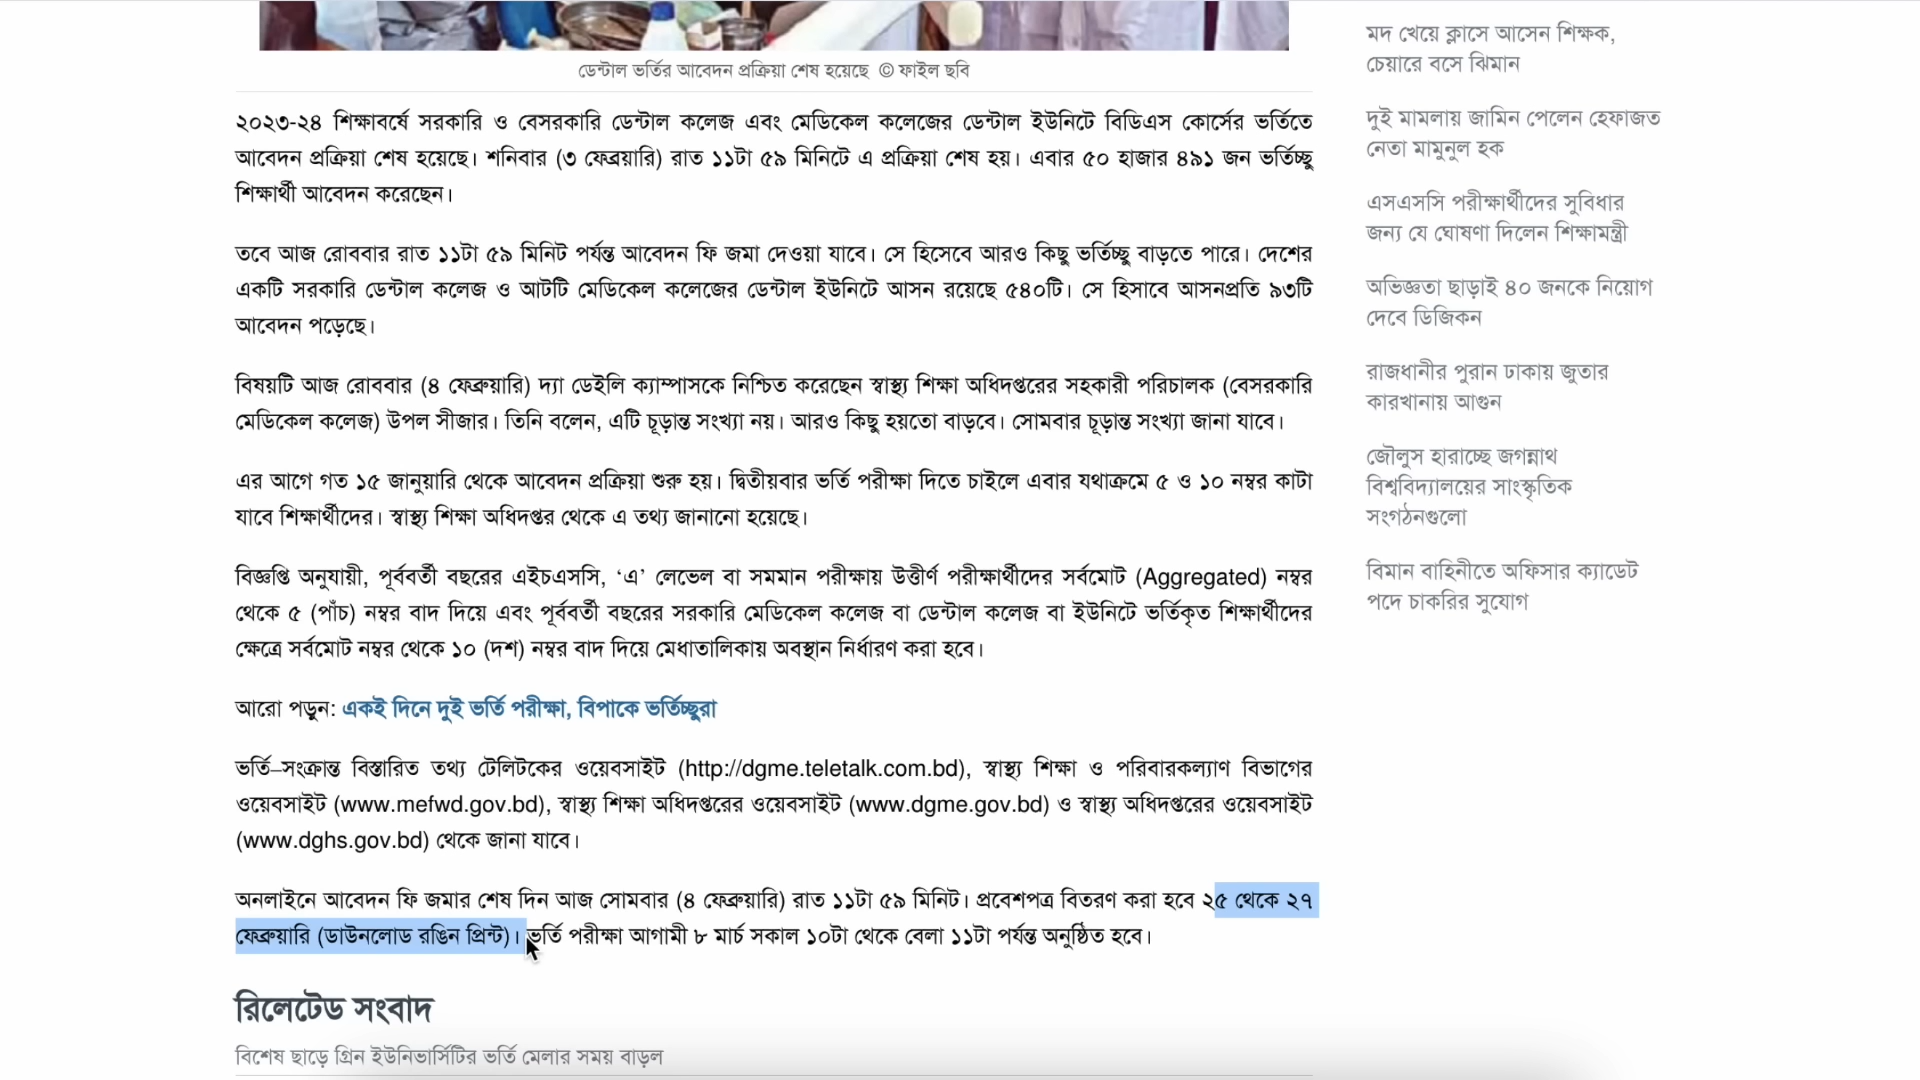 ডেন্টাল ভর্তির আবেদন প্রক্রিয়া শেষ হয়েছে © ফাইল ছবি
২০২৩-২৪ শিক্ষাবর্ষে সরকারি ও বেসরকারি ডেন্টাল কলেজ এবং মেডিকেল কলেজের ডেন্টাল ইউনিটে বিডিএস কোর্সের ভর্তিতে
আবেদন প্রক্রিয়া শেষ হয়েছে। শনিবার (৩ ফেব্রয়ারি) রাত ১১টা ৫৯ মিনিটে এ প্রক্রিয়া শেষ হয়। এবার ৫০ হাজার ৪৯১ জন ভর্তিচ্ছু
শিক্ষার্থী আবেদন করেছেন।
তবে আজ রোববার রাত ১১টা ৫৯ মিনিট পর্যন্ত আবেদন ফি জমা দেওয়া যাবে। সে হিসেবে আরও কিছু ভর্তিচ্ছু বাড়তে পারে। দেশের
একটি সরকারি ডেন্টাল কলেজ ও আটটি মেডিকেল কলেজের ডেন্টাল ইউনিটে আসন রয়েছে ৫৪০টি। সে হিসাবে আসনপ্রতি ৯৩টি
আবেদন পড়েছে।
বিষয়টি আজ রোববার (৪ ফেব্রুয়ারি) দ্যা ডেইলি ক্যাম্পাসকে নিশ্চিত করেছেন স্বাস্থ্য শিক্ষা অধিদপ্তরের সহকারী পরিচালক (বেসরকারি
মেডিকেল কলেজ) উপল সীজার। তিনি বলেন, এটি চূড়ান্ত সংখ্যা নয়। আরও কিছু হয়তো বাড়বে। সোমবার চূড়ান্ত সংখ্যা জানা যাবে।
এর আগে গত ১৫ জানুয়ারি থেকে আবেদন প্রক্রিয়া শুরু হয়। দ্বিতীয়বার ভর্তি পরীক্ষা দিতে চাইলে এবার যথাক্রমে ৫ ও ১০ নম্বর কাটা
যাবে শিক্ষার্থীদের। স্বাস্থ্য শিক্ষা অধিদপ্তর থেকে এ তথ্য জানানো হয়েছে।
বিজ্ঞপ্তি অনুযায়ী, পূর্ববর্তী বছরের এইচএসসি, ‘এ’ লেভেল বা সমমান পরীক্ষায় উত্তীর্ণ পরীক্ষার্থীদের সর্বমোট (Aggregated) নম্বর
থেকে ৫ (পাঁচ) নম্বর বাদ দিয়ে এবং পূর্ববর্তী বছরের সরকারি মেডিকেল কলেজ বা ডেন্টাল কলেজ বা ইউনিটে ভর্তিকৃত শিক্ষার্থীদের
ক্ষেত্রে সর্বমোট নম্বর থেকে ১০ (দশ) নম্বর বাদ দিয়ে মেধাতালিকায় অবস্থান নির্ধারণ করা হবে।
আরো পড়ুন: একই দিনে দুই ভর্তি পরীক্ষা, বিপাকে ভর্তিচ্ছুরা
ভর্তি–সংক্রান্ত বিস্তারিত তথ্য টেলিটকের ওয়েবসাইট (http://dgme.teletalk.com.bd), স্বাস্থ্য শিক্ষা ও পরিবারকল্যাণ বিভাগের
ওয়েবসাইট (www.mefwd.gov.bd), স্বাস্থ্য শিক্ষা অধিদপ্তরের ওয়েবসাইট (www.dgme.gov.bd) ও স্বাস্থ্য অধিদপ্তরের ওয়েবসাইট
(www.dghs.gov.bd) থেকে জানা যাবে।
অনলাইনে আবেদন ফি জমার শেষ দিন আজ সোমবার (৪ ফেব্রুয়ারি) রাত ১১টা ৫৯ মিনিট। প্রবেশপত্র বিতরণ করা হবে ২৫ থেকে ২৭
ফেব্রুয়ারি (ডাউনলোড রঙিন প্রিন্ট)। ভর্তি পরীক্ষা আগামী ৮ মার্চ সকাল ১০টা থেকে বেলা ১১টা পর্যন্ত অনুষ্ঠিত হবে।
রিলেটেড সংবাদ
বিশেষ ছাড়ে গ্রিন ইউনিভার্সিটির ভর্তি মেলার সময় বাড়ল
মদ খেয়ে ক্লাসে আসেন শিক্ষক,
চেয়ারে বসে ঝিমান
দুই মামলায় জামিন পেলেন হেফাজত
নেতা মামুনুল হক
এসএসসি পরীক্ষার্থীদের সুবিধার
জন্য যে ঘোষণা দিলেন শিক্ষামন্ত্রী
অভিজ্ঞতা ছাড়াই ৪০ জনকে নিয়োগ
দেবে ডিজিকন
রাজধানীর পুরান ঢাকায় জুতার
কারখানায় আগুন
জৌলুস হারাচ্ছে জগন্নাথ
বিশ্ববিদ্যালয়ের সাংস্কৃতিক
সংগঠনগুলো
বিমান বাহিনীতে অফিসার ক্যাডেট
পদে চাকরির সুযোগ